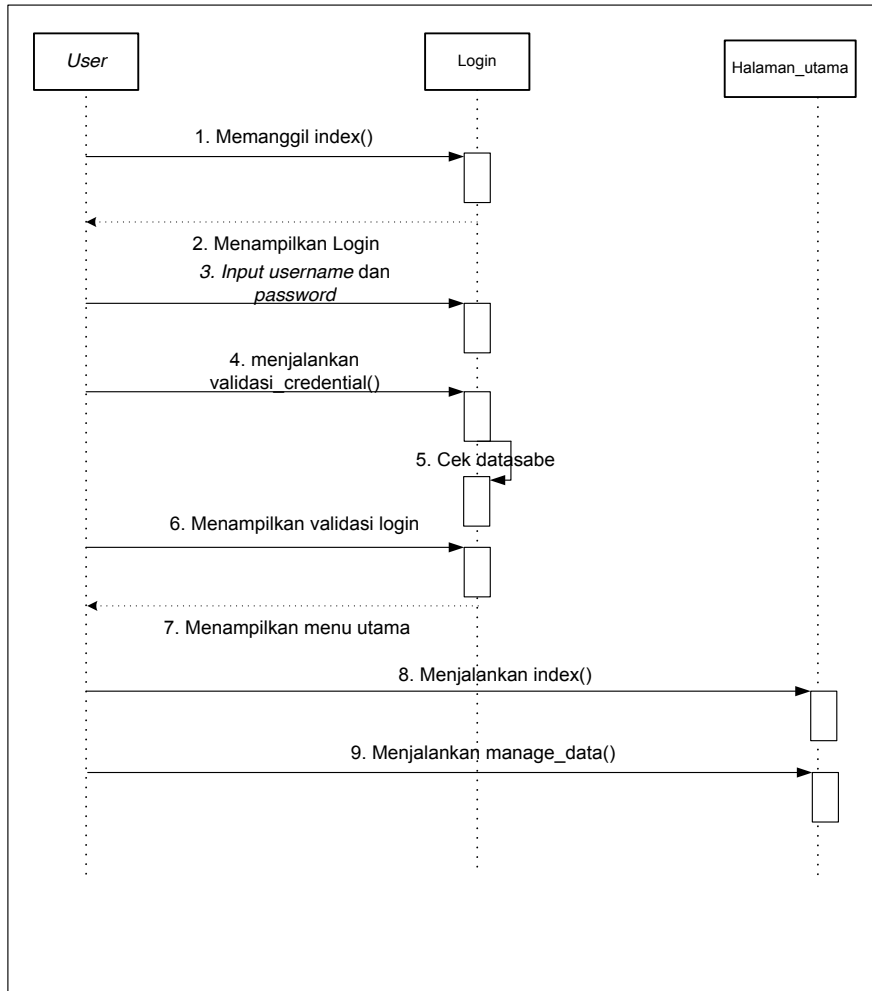 User
Login
Halaman_utama
1. Memanggil index()
2. Menampilkan Login
3. Input username dan
password
4. menjalankan
validasi_credential()
5. Cek datasabe
6. Menampilkan validasi login
7. Menampilkan menu utama
8. Menjalankan index()
9. Menjalankan manage_data()